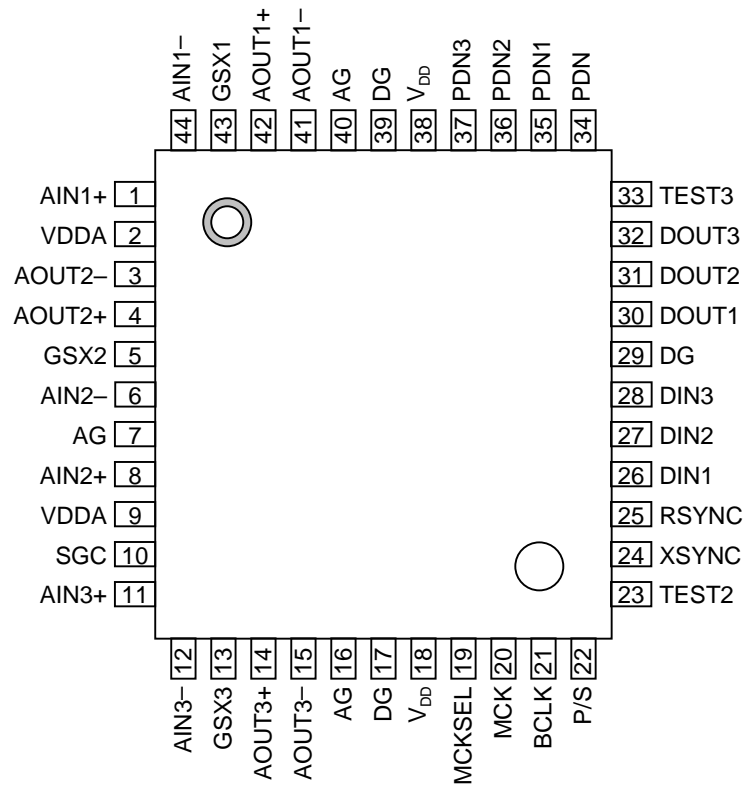 AIN1–
GSX1
AOUT1+
AOUT1–
AG
DG
VDD
PDN3
PDN2
PDN1
PDN
44
43
42
41
40
39
38
37
36
35
34
AIN1+ 1
VDDA 2
AOUT2– 3
AOUT2+ 4
GSX2 5
AIN2– 6
AG 7
AIN2+ 8
VDDA 9
SGC 10
AIN3+ 11
33 TEST3
32 DOUT3
31 DOUT2
30 DOUT1
29 DG
28 DIN3
27 DIN2
26 DIN1
25 RSYNC
24 XSYNC
23 TEST2
12
13
14
15
16
17
18
19
20
21
22
AIN3–
GSX3
AOUT3+
AOUT3–
AG
DG
VDD
MCKSEL
MCK
BCLK
P/S